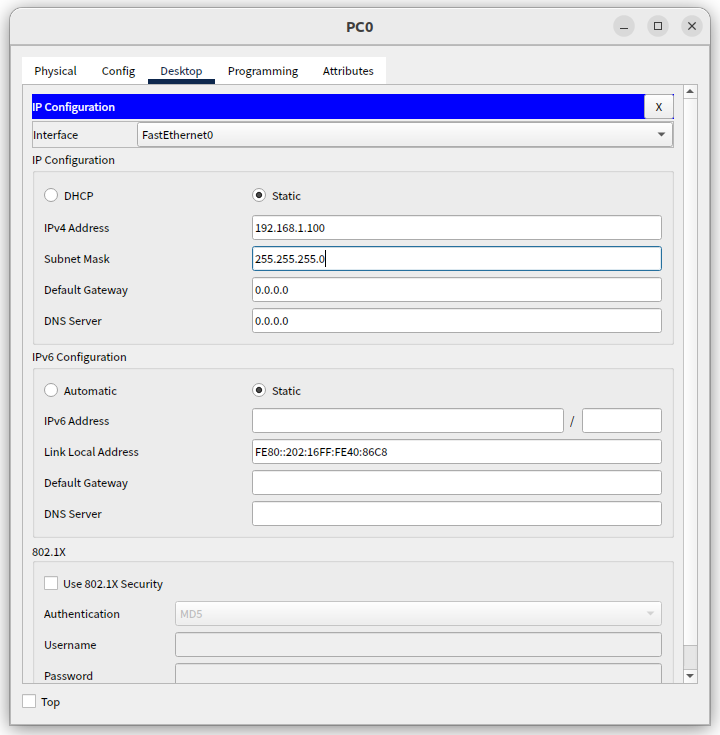 PC0
Physical Config Desktop Programming Attributes
IP Configuration X
Interface FastEthernet0
IP Configuration
DHCP Static
IPv4 Address 192.168.1.100
Subnet Mask 255.255.255.0
Default Gateway 0.0.0.0
DNS Server 0.0.0.0
IPv6 Configuration
Automatic Static
IPv6 Address /
Link Local Address FE80::202:16FF:FE40:86C8
Default Gateway
DNS Server
802.1X
Use 802.1X Security
Authentication MD5
Username
Password
Top